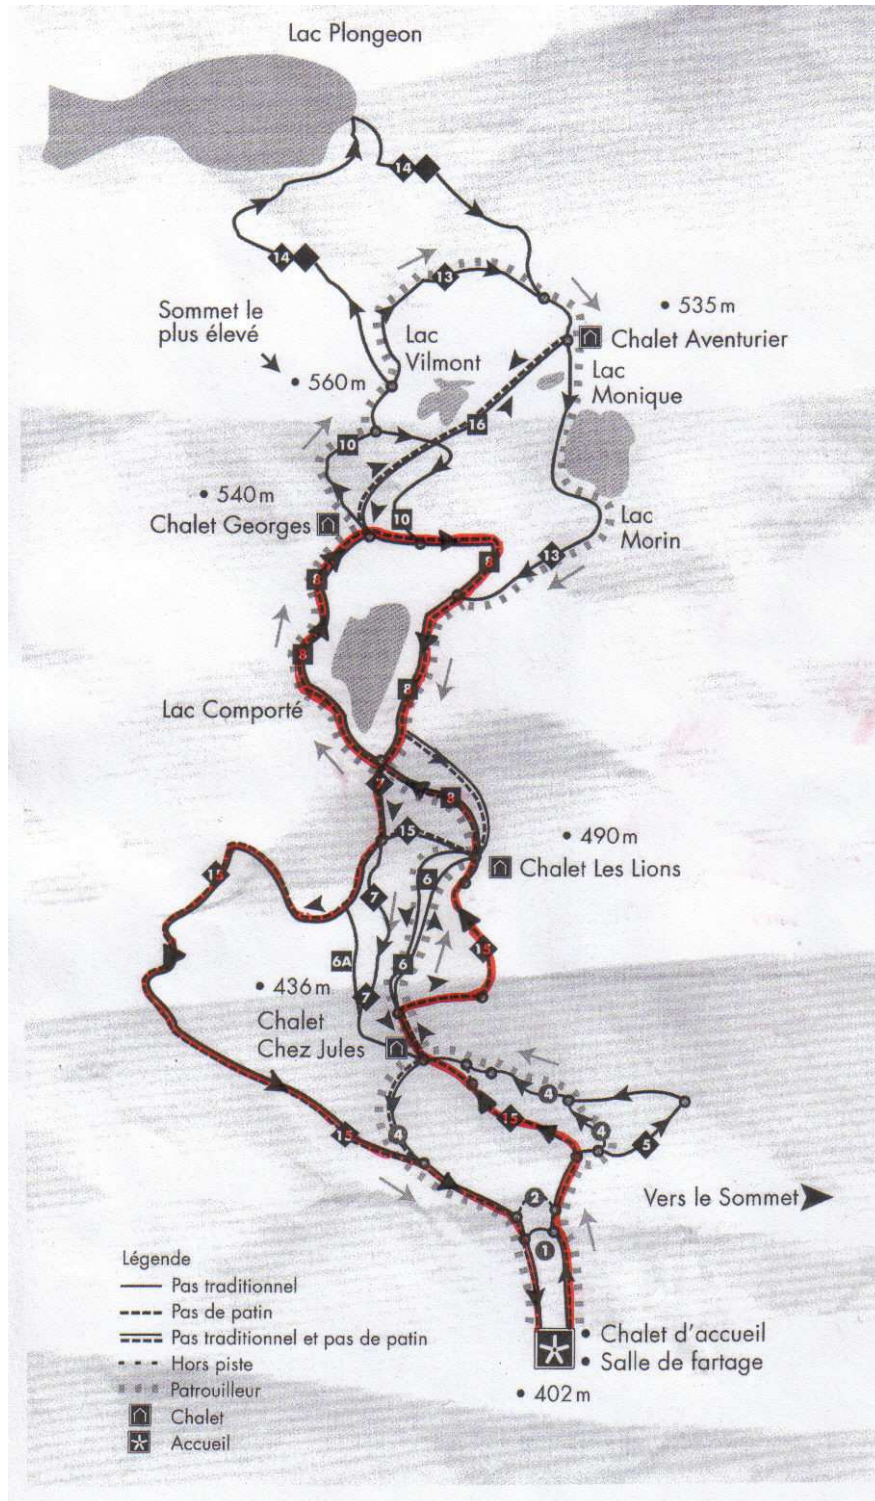 Lac Plongeon
14
14
13
Sommet le
plus élevé
• 535 m
Chalet Aventurier
Lac
Vilmont
Lac
Monique
• 560 m
16
10
• 540 m
Chalet Georges
10
Lac
Morin
13
8
8
8
8
Lac Comporté
7
8
15
• 490 m
Chalet Les Lions
15
6
7
15
6A
6
• 436 m
7
Chalet
Chez Jules
4
4
15
4
5
15
2
Vers le Sommet
1
Légende
Pas traditionnel
Pas de patin
Pas traditionnel et pas de patin
Hors piste
Patrouilleur
Chalet
Accueil
• Chalet d'accueil
• Salle de fartage
• 402 m